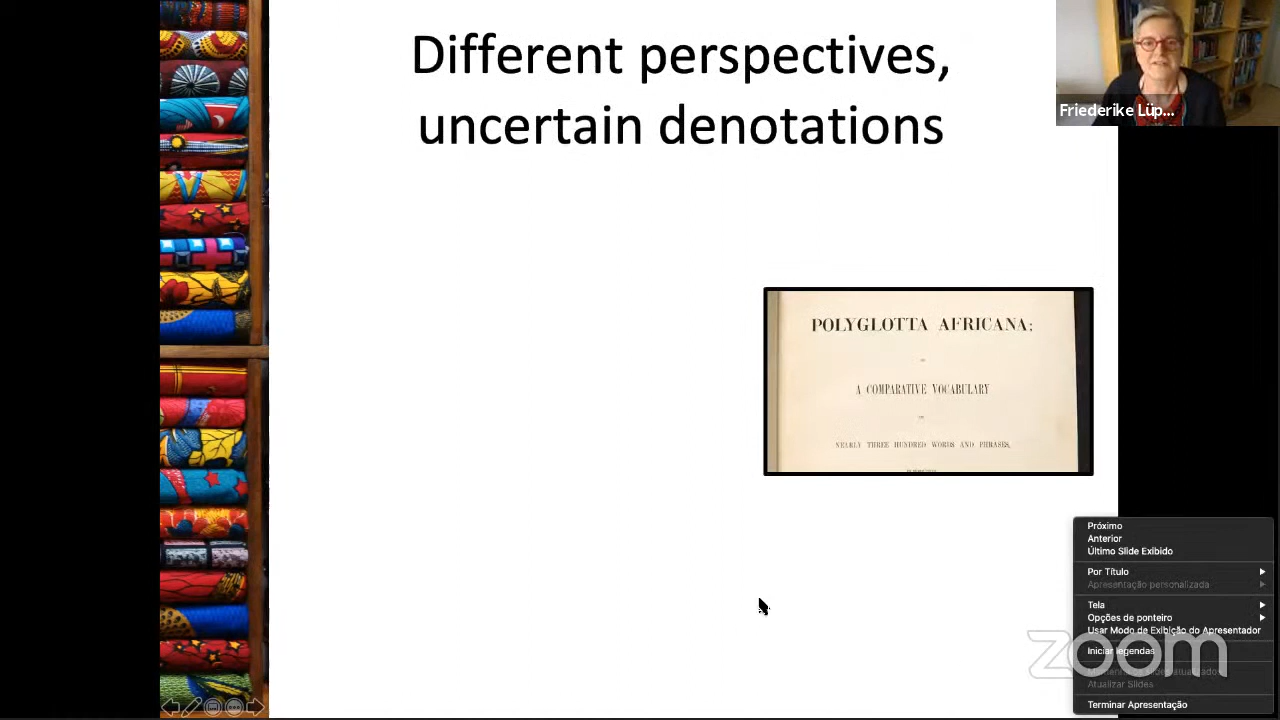 Different perspectives,
uncertain denotations
Friederike Lüp...
POLYGLOTTA AFRICANA;
A COMPARATIVE VOCABULARY
NEARLY THREE HUNDRED WORDS AND PHRASES,
Próximo
Anterior
Último Slide Exibido
Por Título
Apresentação personalizada
Tela
Opções de ponteiro
Usar Modo de Exibição do Apresentador
Iniciar legendas
slides atualizados
Atualizar Slides
Terminar Apresentação
zoom